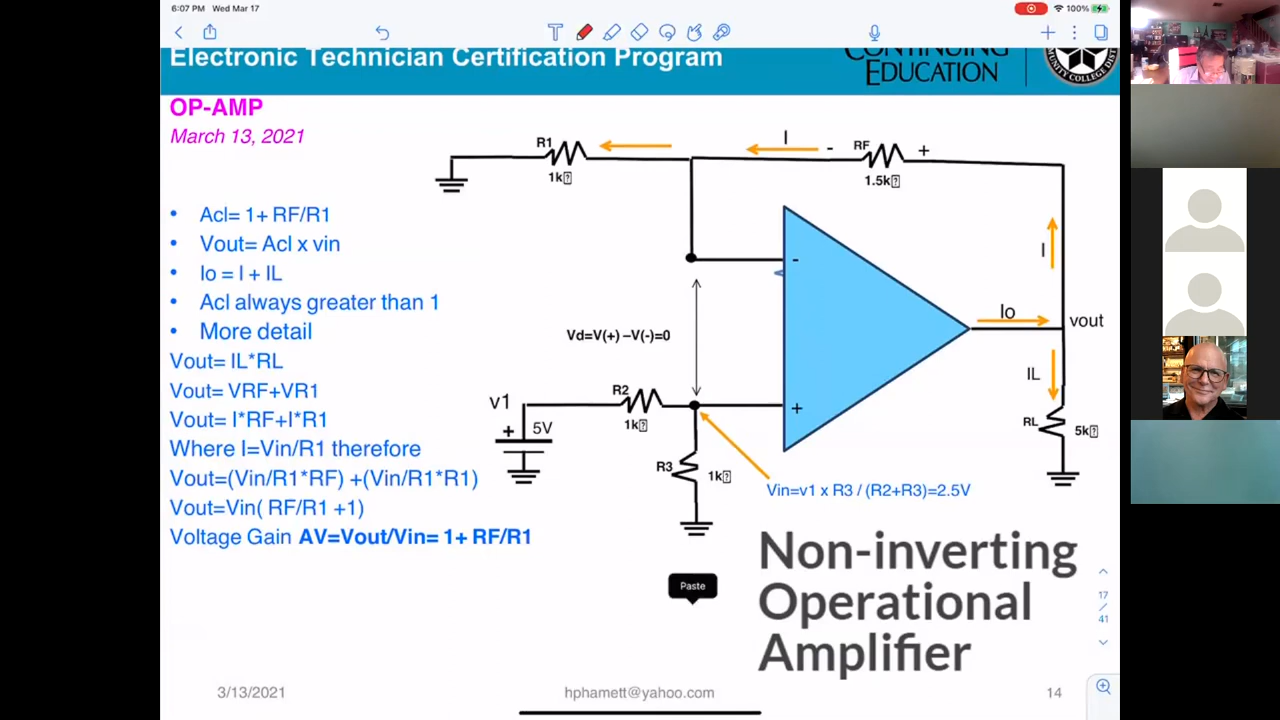 6:07 PM Wed Mar 17
100%
Electronic Technician Certification Program
CONTINUING
EDUCATION
OP-AMP
March 13, 2021
R1
1k
I
-
RF
+
1.5k
• Acl= 1+ RF/R1
• Vout= Acl x vin
• Io = I + IL
• Acl always greater than 1
• More detail
Vout= IL*RL
Vout= VRF+VR1
Vout= I*RF+I*R1
Where I=Vin/R1 therefore
Vout=(Vin/R1*RF) +(Vin/R1*R1)
Vout=Vin( RF/R1 +1)
Voltage Gain AV=Vout/Vin= 1+ RF/R1
-
I
Io
vout
Vd=V(+) –V(-)=0
IL
R2
v1
1k
+
+
5V
RL
5k
R3
1k
Vin=v1 x R3 / (R2+R3)=2.5V
Non-inverting
Operational
Amplifier
Paste
17
/
41
3/13/2021
hphamett@yahoo.com
14